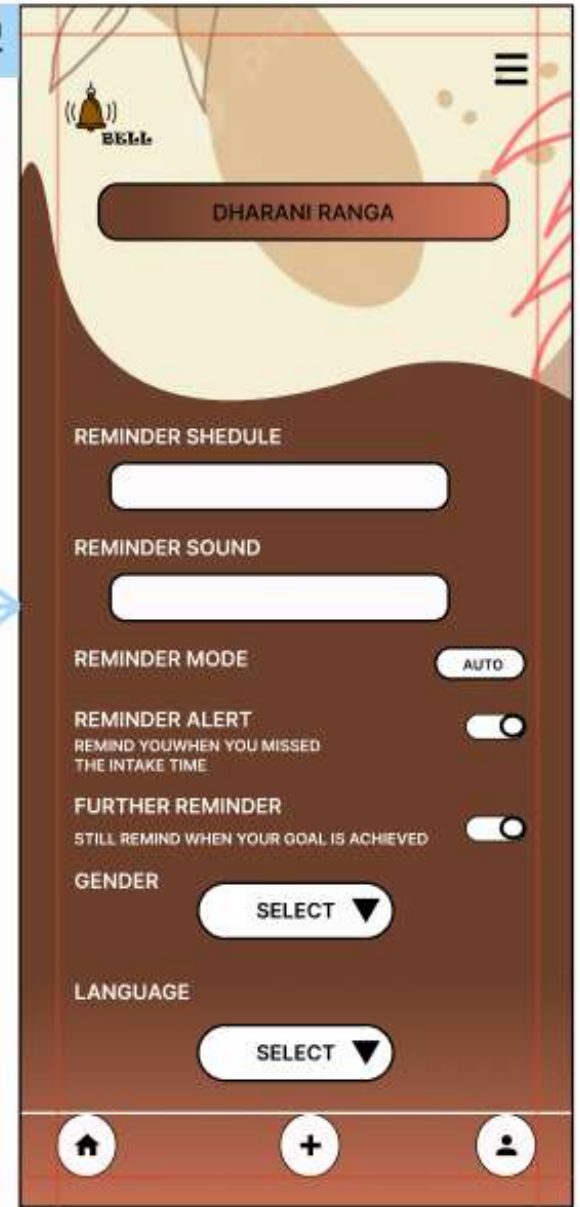 BELL
DHARANI RANGA
REMINDER SHEDULE
REMINDER SOUND
REMINDER MODE
AUTO
REMINDER ALERT
REMIND YOUWHEN YOU MISSED
THE INTAKE TIME
FURTHER REMINDER
STILL REMIND WHEN YOUR GOAL IS ACHIEVED
GENDER
SELECT
LANGUAGE
SELECT